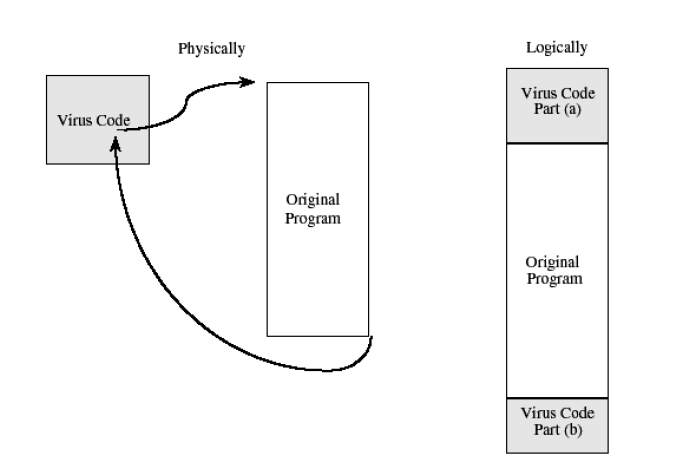 Physically
Virus Code
Original
Program
Logically
Virus Code
Part (a)
Original
Program
Virus Code
Part (b)